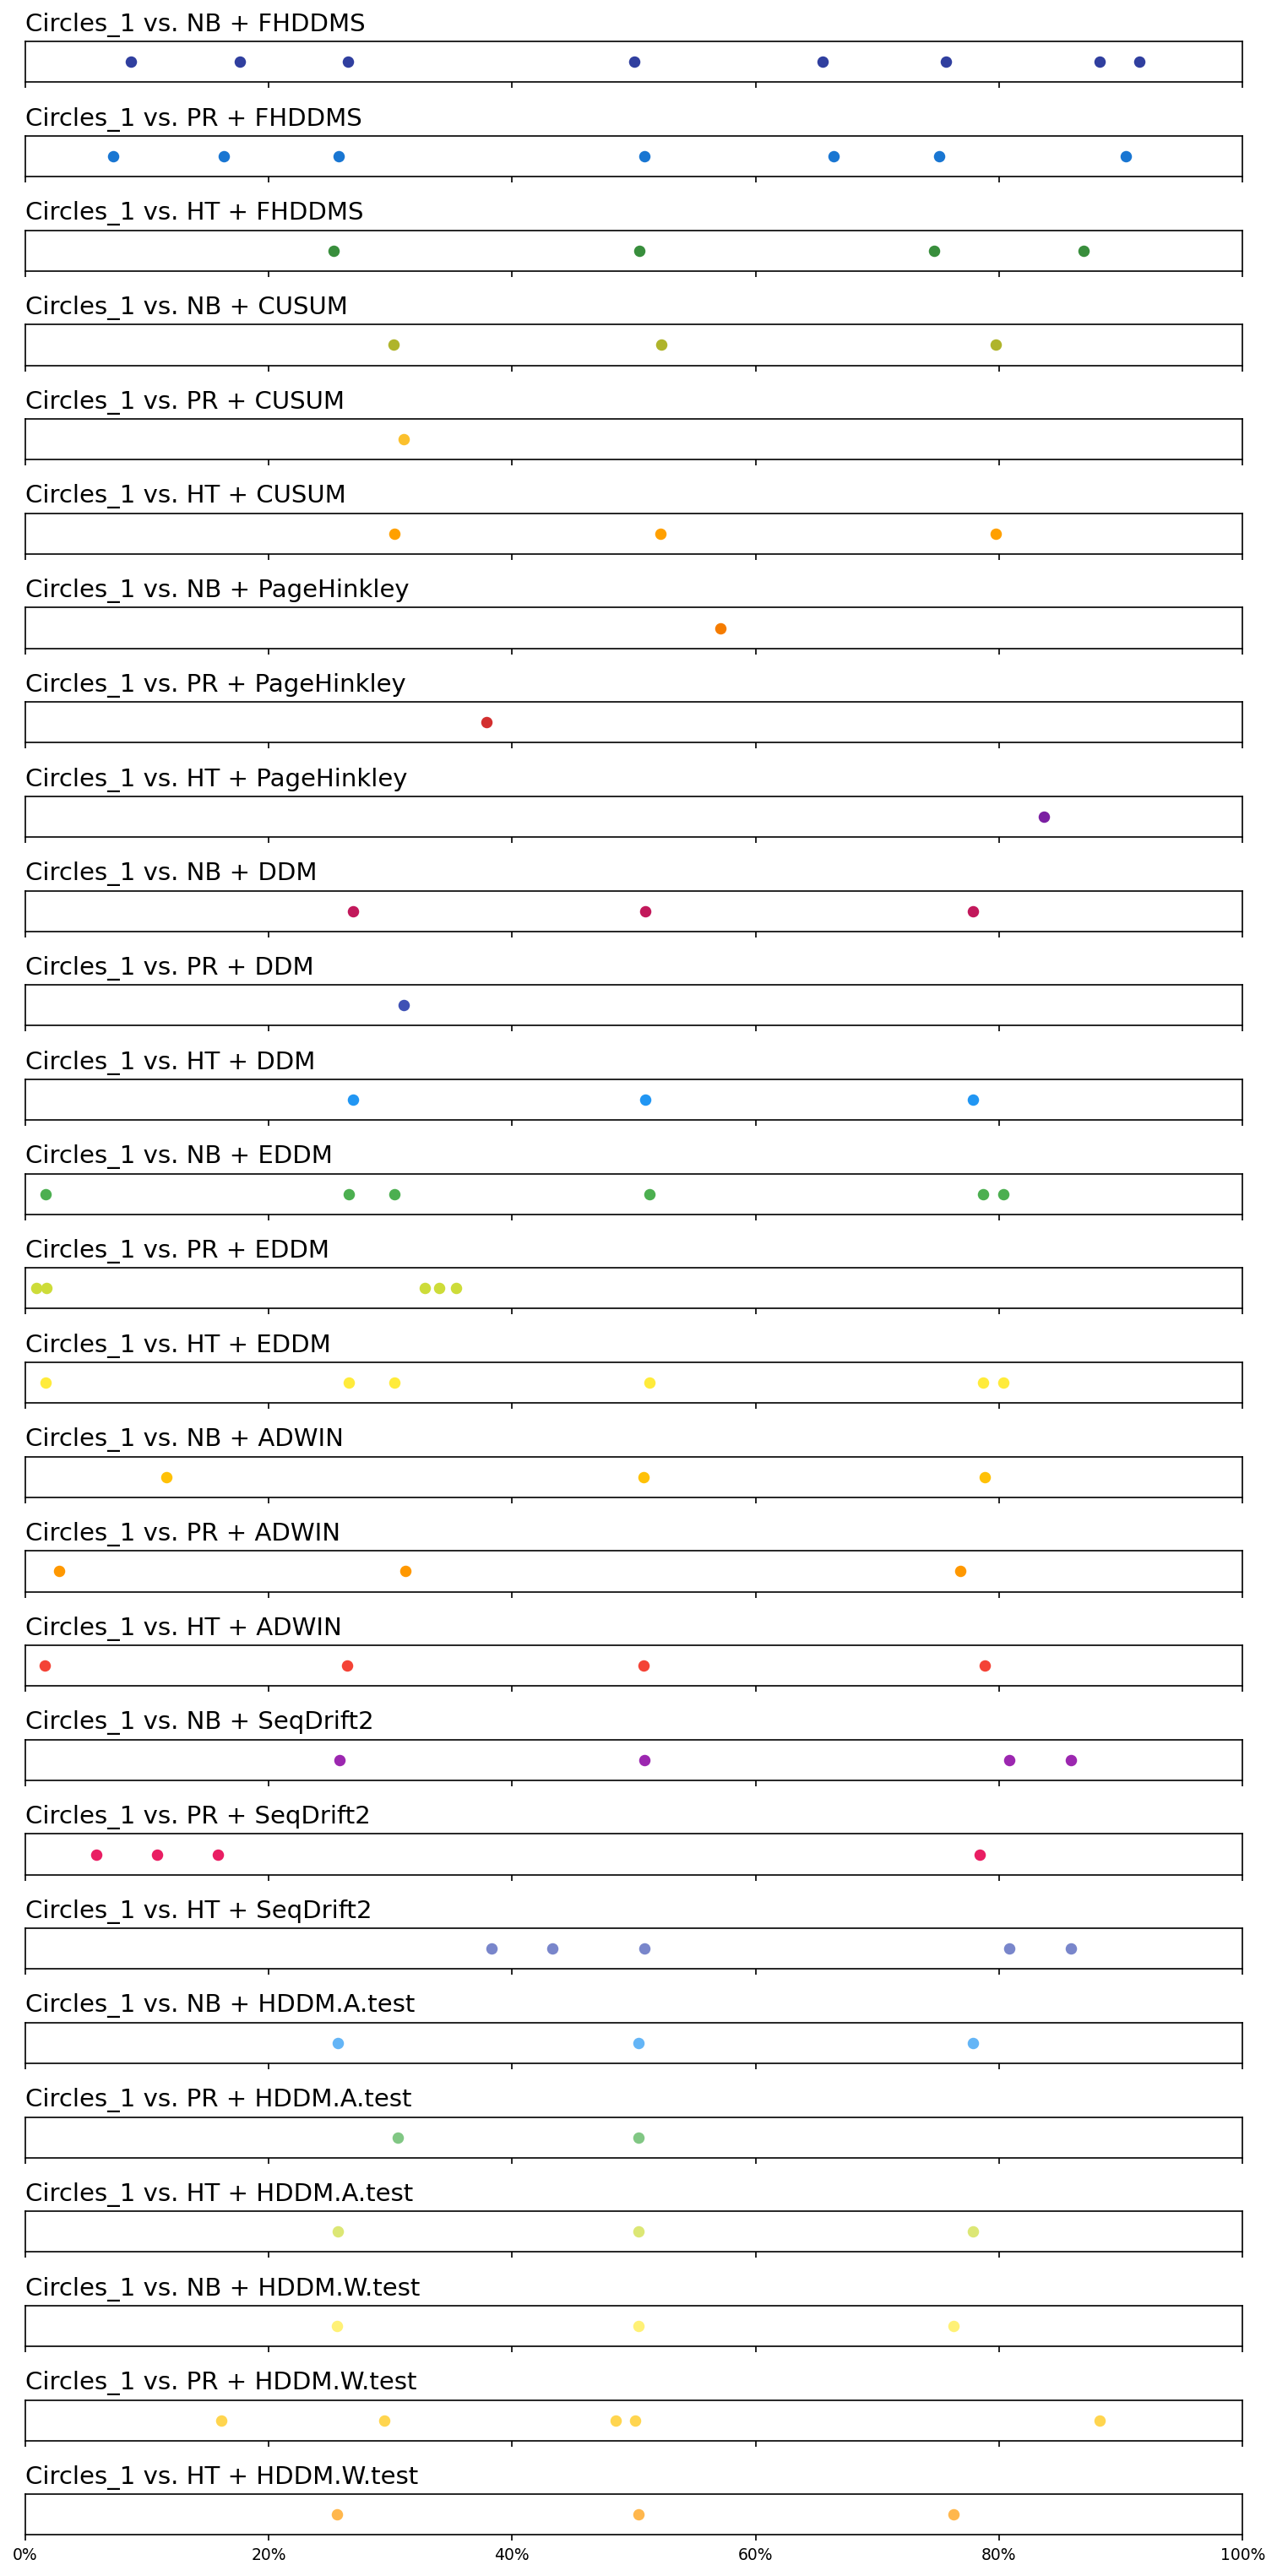 Circles_1 vs. NB + FHDDMS
Circles_1 vs. PR + FHDDMS
Circles_1 vs. HT + FHDDMS
Circles_1 vs. NB + CUSUM
Circles_1 vs. PR + CUSUM
Circles_1 vs. HT + CUSUM
Circles_1 vs. NB + PageHinkley
Circles_1 vs. PR + PageHinkley
Circles_1 vs. HT + PageHinkley
Circles_1 vs. NB + DDM
Circles_1 vs. PR + DDM
Circles_1 vs. HT + DDM
Circles_1 vs. NB + EDDM
Circles_1 vs. PR + EDDM
Circles_1 vs. HT + EDDM
Circles_1 vs. NB + ADWIN
Circles_1 vs. PR + ADWIN
Circles_1 vs. HT + ADWIN
Circles_1 vs. NB + SeqDrift2
Circles_1 vs. PR + SeqDrift2
Circles_1 vs. HT + SeqDrift2
Circles_1 vs. NB + HDDM.A.test
Circles_1 vs. PR + HDDM.A.test
Circles_1 vs. HT + HDDM.A.test
Circles_1 vs. NB + HDDM.W.test
Circles_1 vs. PR + HDDM.W.test
Circles_1 vs. HT + HDDM.W.test
0% 20% 40% 60% 80% 100%